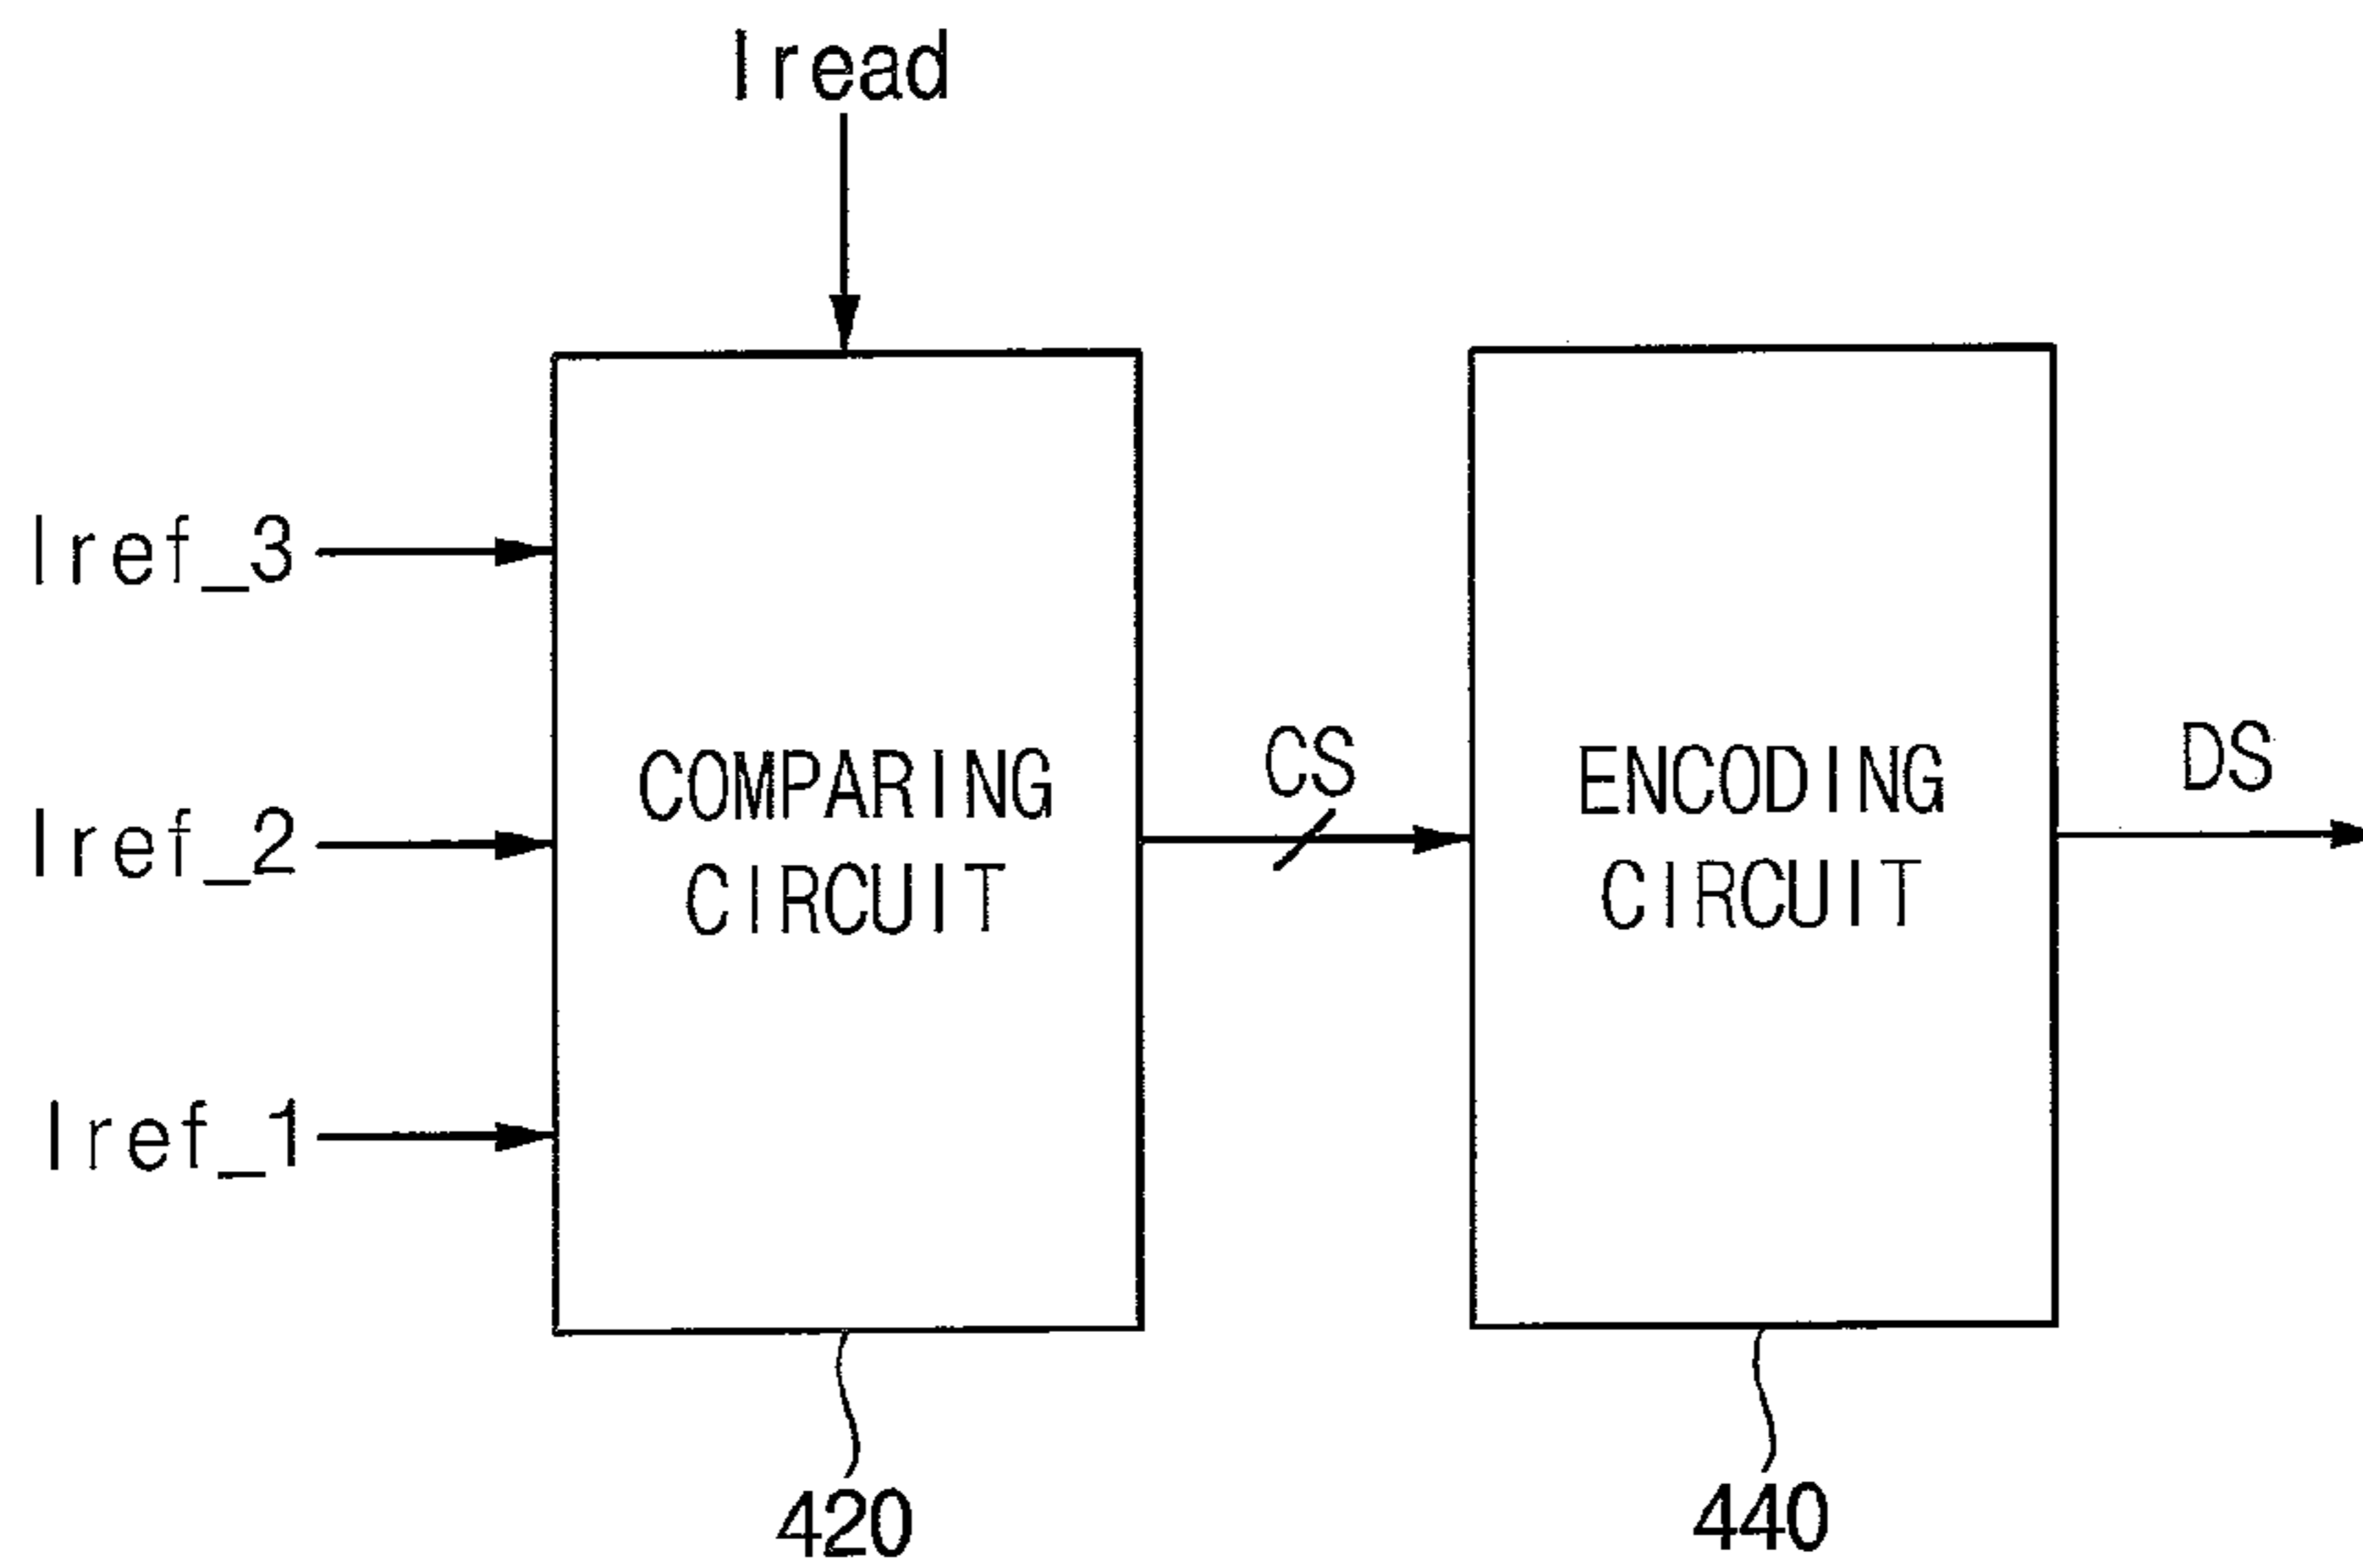 Iread
Iref_3
Iref_2
Iref_1
COMPARING
CIRCUIT
CS
ENCODING
CIRCUIT
DS
420
440